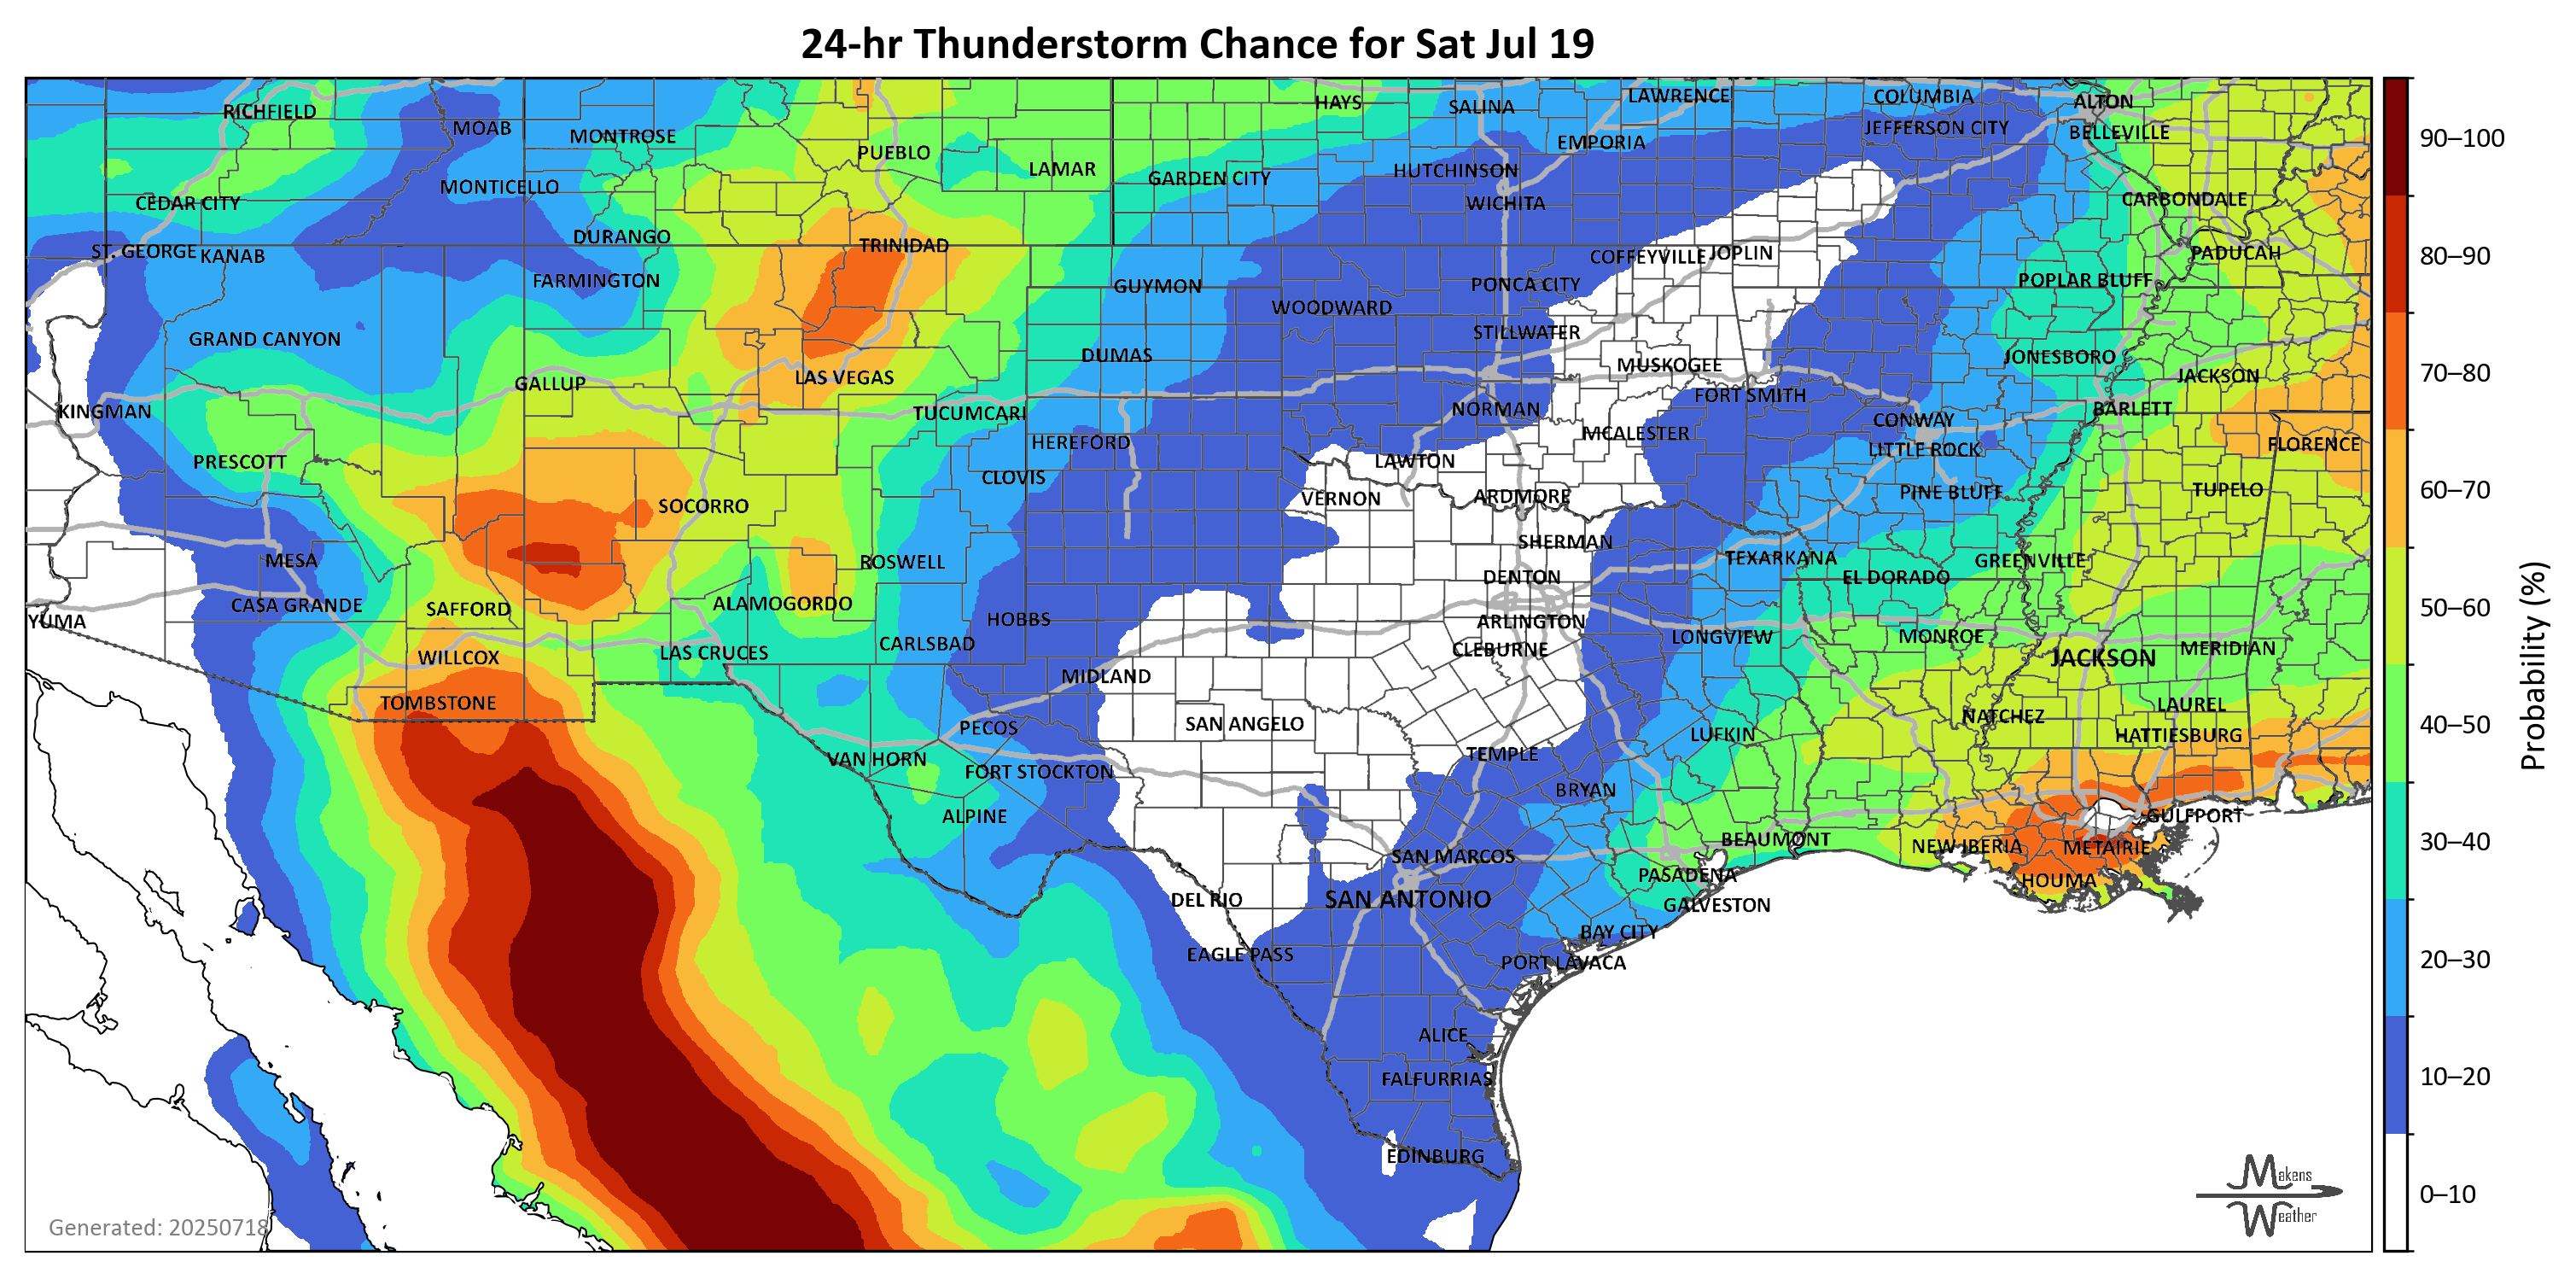 24-hr Thunderstorm Chance for Sat Jul 19
RICHFIELD
MOAB
MONTROSE
PUEBLO
LAMAR
HAYS
SALINA
LAWRENCE
COLUMBIA
ALTON
GARDEN CITY
HUTCHINSON
EMPORIA
JEFFERSON CITY
BELLEVILLE
CEDAR CITY
MONTICELLO
WICHITA
CARBONDALE
ST. GEORGE
KANAB
DURANGO
TRINIDAD
COFFEYVILLE
JOPLIN
PADUCAH
FARMINGTON
GUYMON
WOODWARD
PONCA CITY
POPLAR BLUFF
GRAND CANYON
DUMAS
STILLWATER
MUSKOGEE
JONESBORO
GALLUP
LAS VEGAS
JACKSON
KINGMAN
TUCUMCARI
NORMAN
FORT SMITH
CONWAY
BARLETT
PRESCOTT
HEREFORD
CLOVIS
LAWTON
MCALESTER
LITTLE ROCK
FLORENCE
SOCORRO
VERNON
ARDMORE
PINE BLUFF
TUPELO
MESA
ROSWELL
SHERMAN
TEXARKANA
GREENVILLE
CASA GRANDE
SAFFORD
ALAMOGORDO
DENTON
EL DORADO
YUMA
HOBBS
ARLINGTON
WILLCOX
LAS CRUCES
CARLSBAD
CLEBURNE
LONGVIEW
MONROE
JACKSON
MERIDIAN
TOMBSTONE
MIDLAND
PECOS
SAN ANGELO
LUFKIN
NATCHEZ
LAUREL
HATTIESBURG
VAN HORN
FORT STOCKTON
TEMPLE
ALPINE
BRYAN
GULFPORT
SAN MARCOS
BEAUMONT
NEW IBERIA
METAIRIE
DEL RIO
SAN ANTONIO
PASADENA
HOUMA
GALVESTON
EAGLE PASS
BAY CITY
PORT LAVACA
ALICE
FALFURRIAS
EDINBURG
Generated: 20250718
Makens
Weather
90–100
80–90
70–80
60–70
50–60
40–50
30–40
20–30
10–20
0–10
Probability (%)